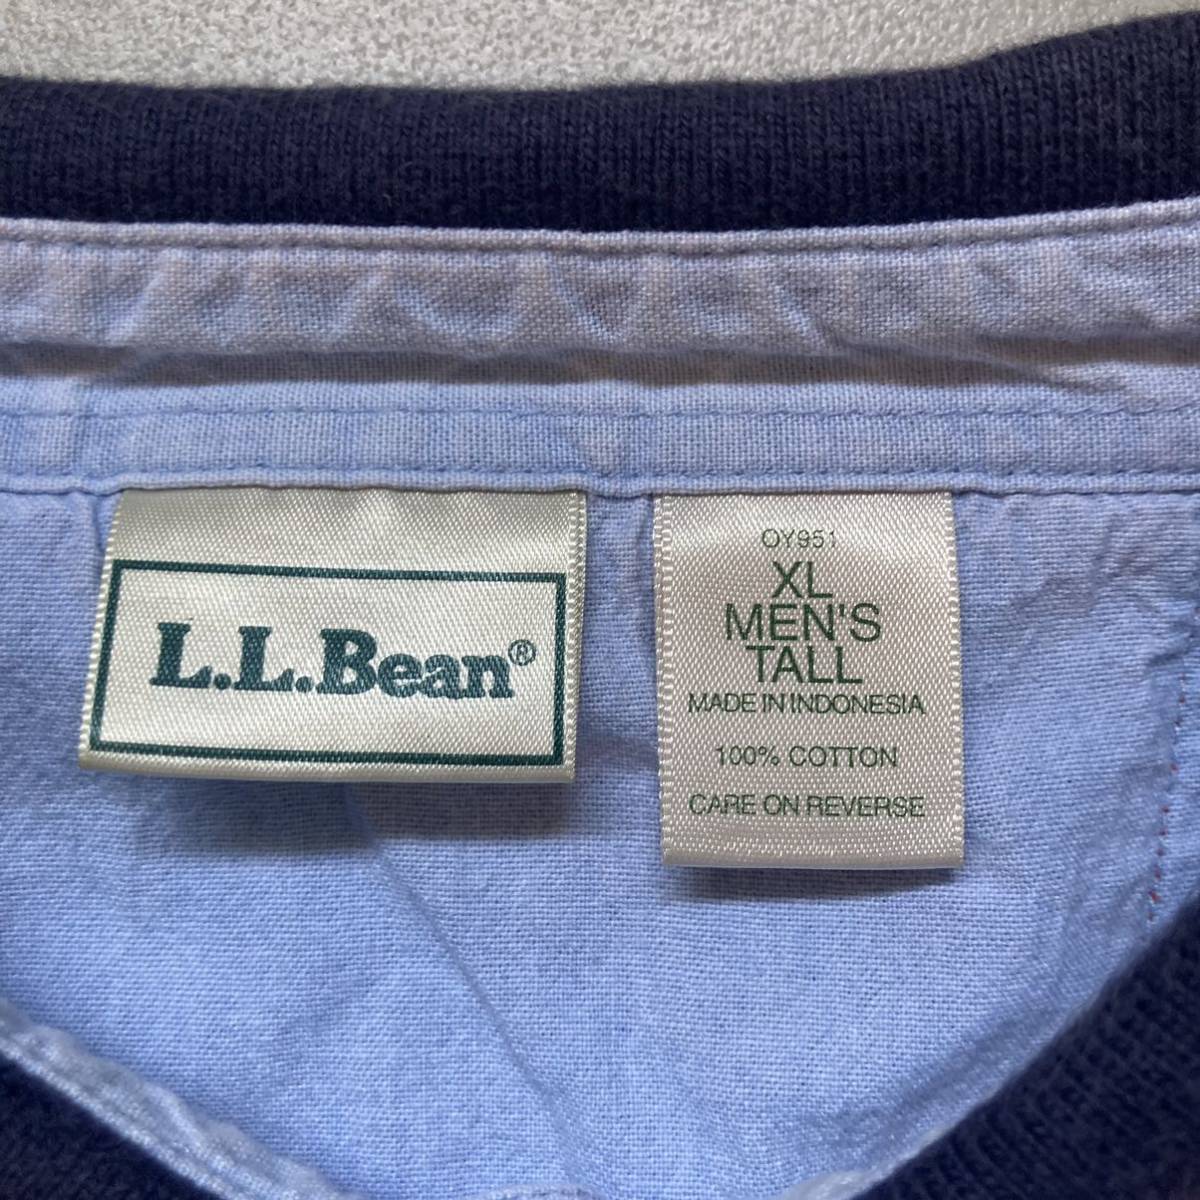 L.L.Bean®
OY951
XL
MEN'S
TALL
MADE IN INDONESIA
100% COTTON
CARE ON REVERSE